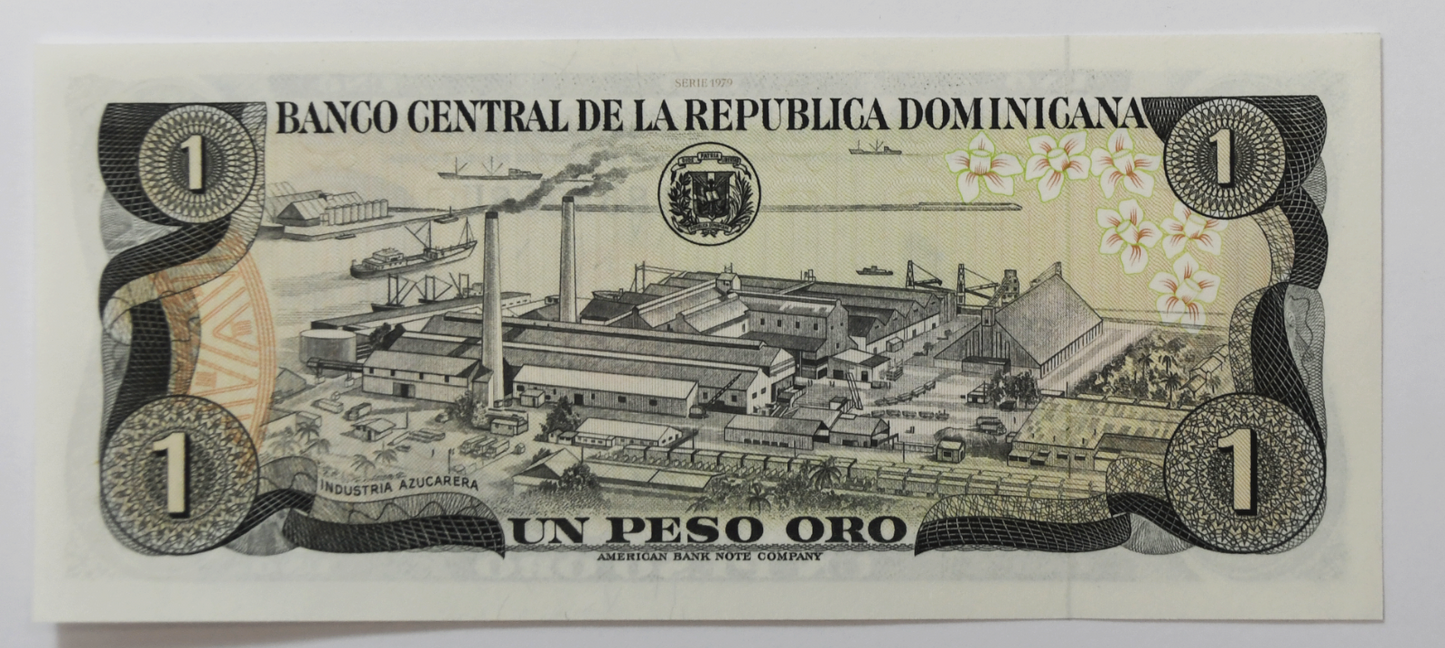 SERIE 1979
BANCO CENTRAL DE LA REPUBLICA DOMINICANA
1
1
PATRIA
INDUSTRIA AZUCARERA
1
1
UN PESO ORO
AMERICAN BANK NOTE COMPANY